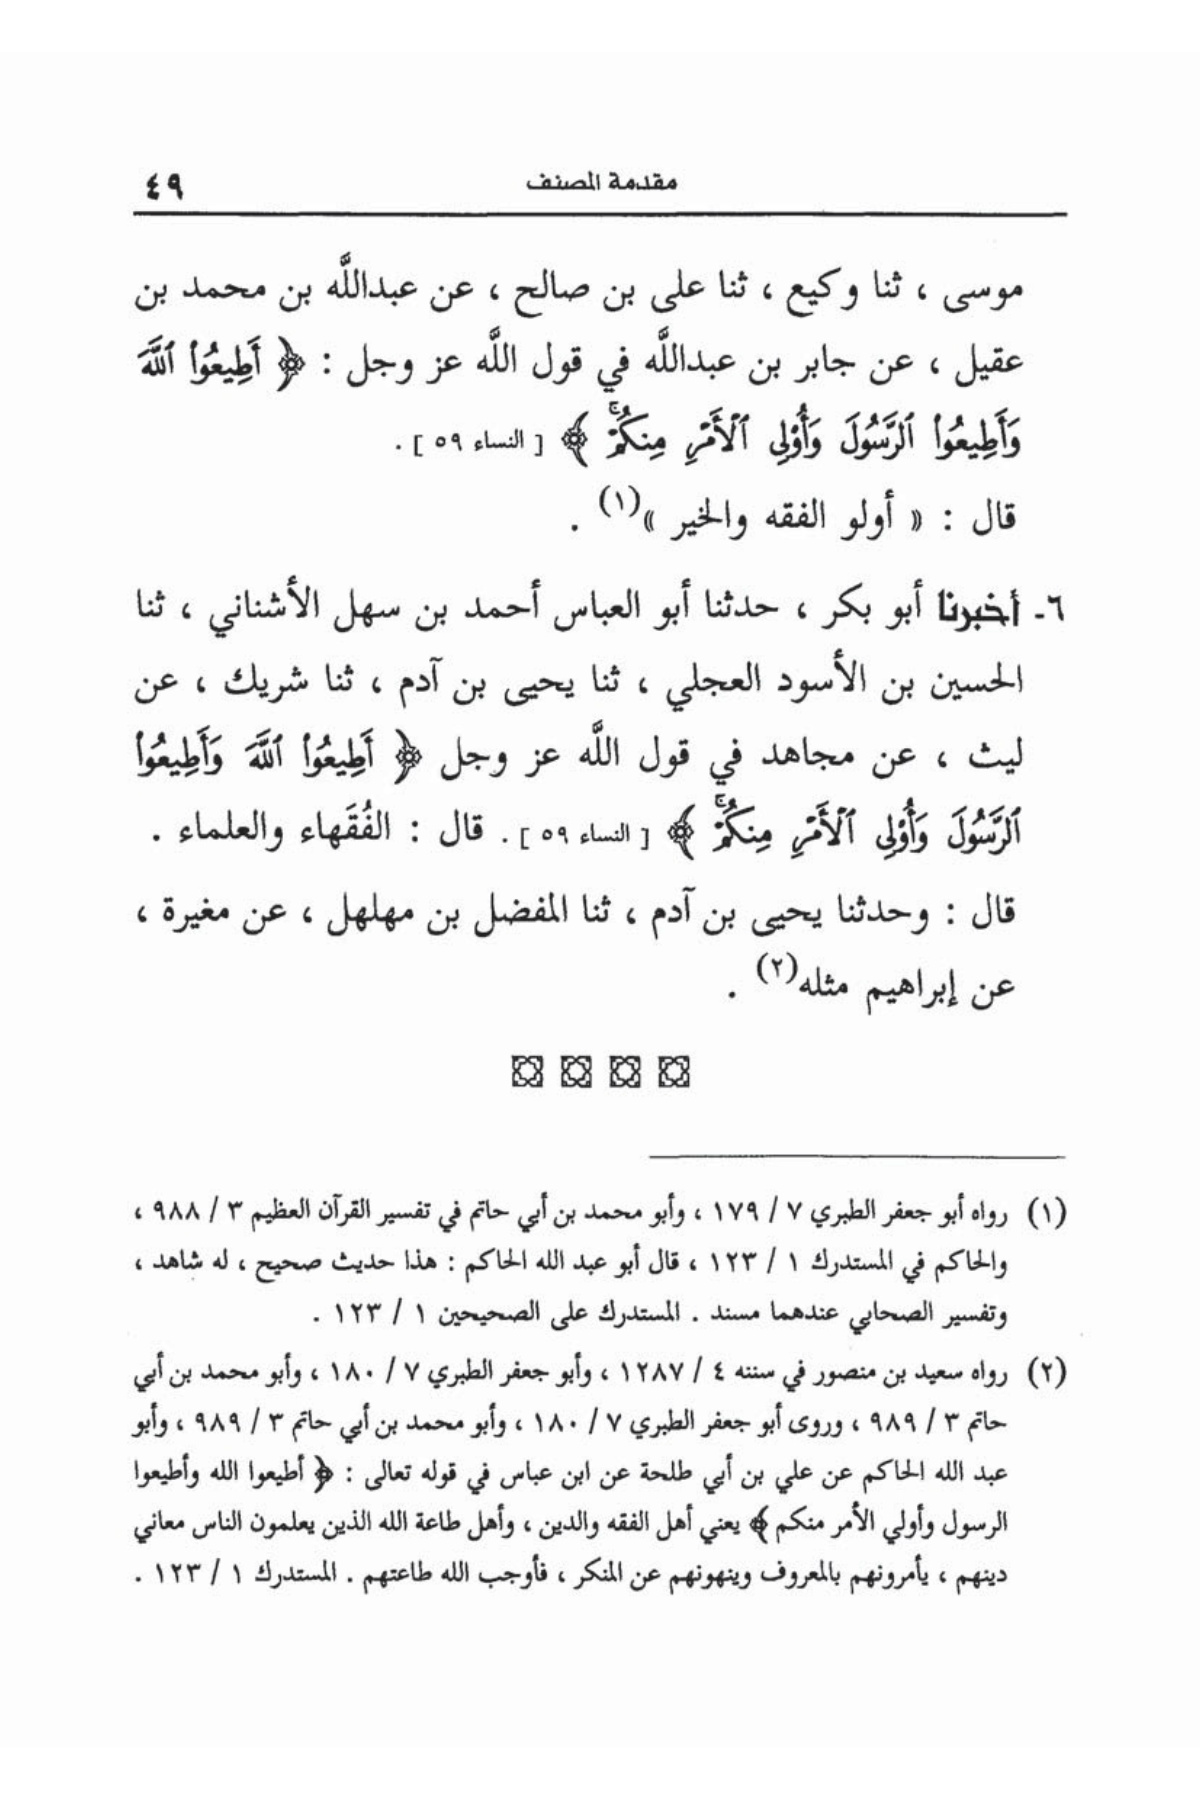 مقدمة المصنف ٤٩
موسى ، ثنا وكيع ، ثنا على بن صالح ، عن عبداللَّه بن محمد بن
عقيل ، عن جابر بن عبداللَّه في قول اللَّه عز وجل : ﴿ أَطِيعُوا۟ ٱللَّهَ
وَأَطِيعُوا۟ ٱلرَّسُولَ وَأُو۟لِى ٱلْأَمْرِ مِنكُمْ ۖ ﴾ [ النساء ٥٩ ] .
قال : « أولو الفقه والخير »(١) .
٦- أخبرنا أبو بكر ، حدثنا أبو العباس أحمد بن سهل الأشناني ، ثنا
الحسين بن الأسود العجلي ، ثنا يحيى بن آدم ، ثنا شريك ، عن
ليث ، عن مجاهد في قول اللَّه عز وجل ﴿ أَطِيعُوا۟ ٱللَّهَ وَأَطِيعُوا۟
ٱلرَّسُولَ وَأُو۟لِى ٱلْأَمْرِ مِنكُمْ ۖ ﴾ [ النساء ٥٩ ] . قال : الفُقَهاء والعلماء .
قال : وحدثنا يحيى بن آدم ، ثنا المفضل بن مهلهل ، عن مغيرة ،
عن إبراهيم مثله(٢) .
(١) رواه أبو جعفر الطبري ٧ / ١٧٩ ، وأبو محمد بن أبي حاتم في تفسير القرآن العظيم ٣ / ٩٨٨ ،
والحاكم في المستدرك ١ / ١٢٣ ، قال أبو عبد الله الحاكم : هذا حديث صحيح ، له شاهد ،
وتفسير الصحابي عندهما مسند . المستدرك على الصحيحين ١ / ١٢٣ .
(٢) رواه سعيد بن منصور في سننه ٤ / ١٢٨٧ ، وأبو جعفر الطبري ٧ / ١٨٠ ، وأبو محمد بن أبي
حاتم ٣ / ٩٨٩ ، وروى أبو جعفر الطبري ٧ / ١٨٠ ، وأبو محمد بن أبي حاتم ٣ / ٩٨٩ ، وأبو
عبد الله الحاكم عن علي بن أبي طلحة عن ابن عباس في قوله تعالى : ﴿ أطيعوا الله وأطيعوا
الرسول وأولي الأمر منكم ﴾ يعني أهل الفقه والدين ، وأهل طاعة الله الذين يعلمون الناس معاني
دينهم ، يأمرونهم بالمعروف وينهونهم عن المنكر ، فأوجب الله طاعتهم . المستدرك ١ / ١٢٣ .